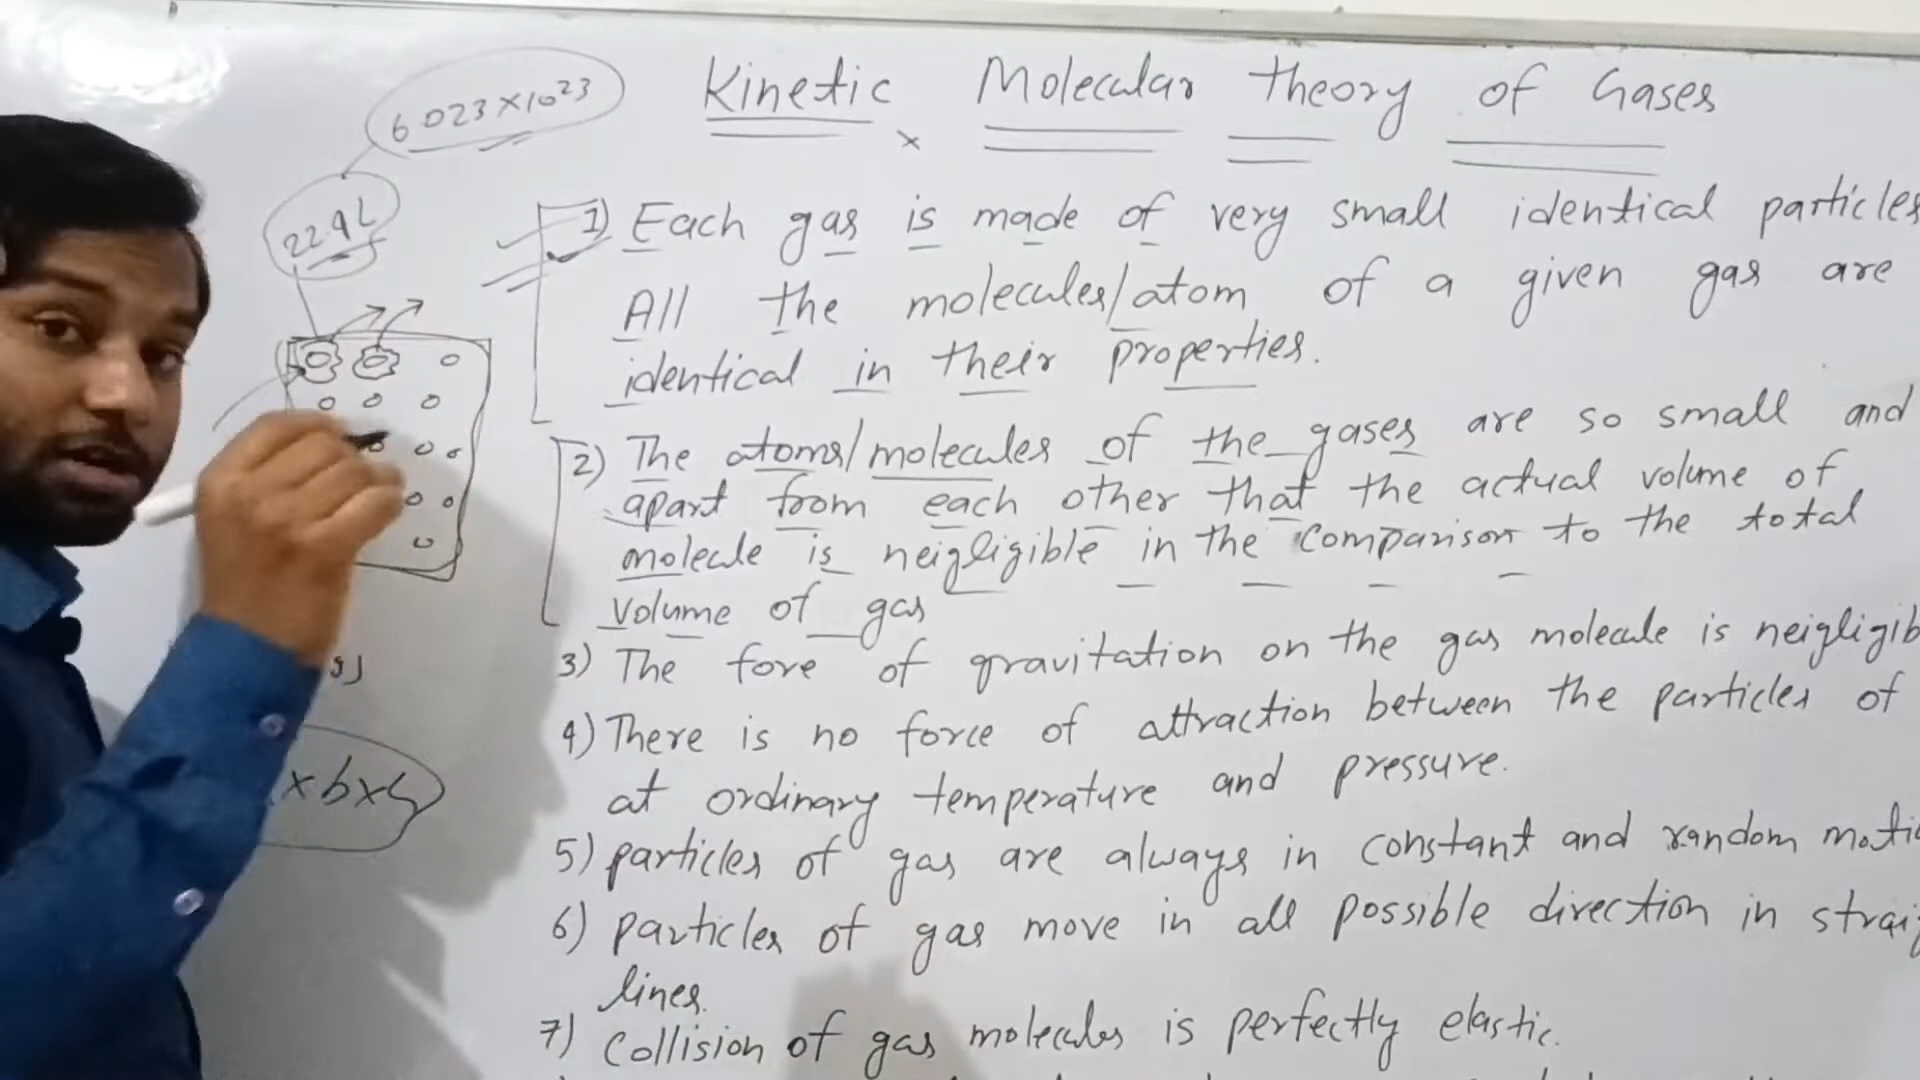 Kinetic Molecular Theory of Gases
6.023×10²³
22.4L
1) Each gas is made of very small identical particles
All the molecules/atom of a given gas are
identical in their properties.
2) The atoms/molecules of the gases are so small and
apart from each other that the actual volume of
molecule is neigligible in the comparison to the total
volume of gas
3) The fore of gravitation on the gas molecule is neigligib
4) There is no force of attraction between the particles of
at ordinary temperature and pressure.
5) particles of gas are always in constant and random motio
6) particles of gas move in all possible direction in straig
lines.
7) Collision of gas molecules is perfectly elastic.
×b×h